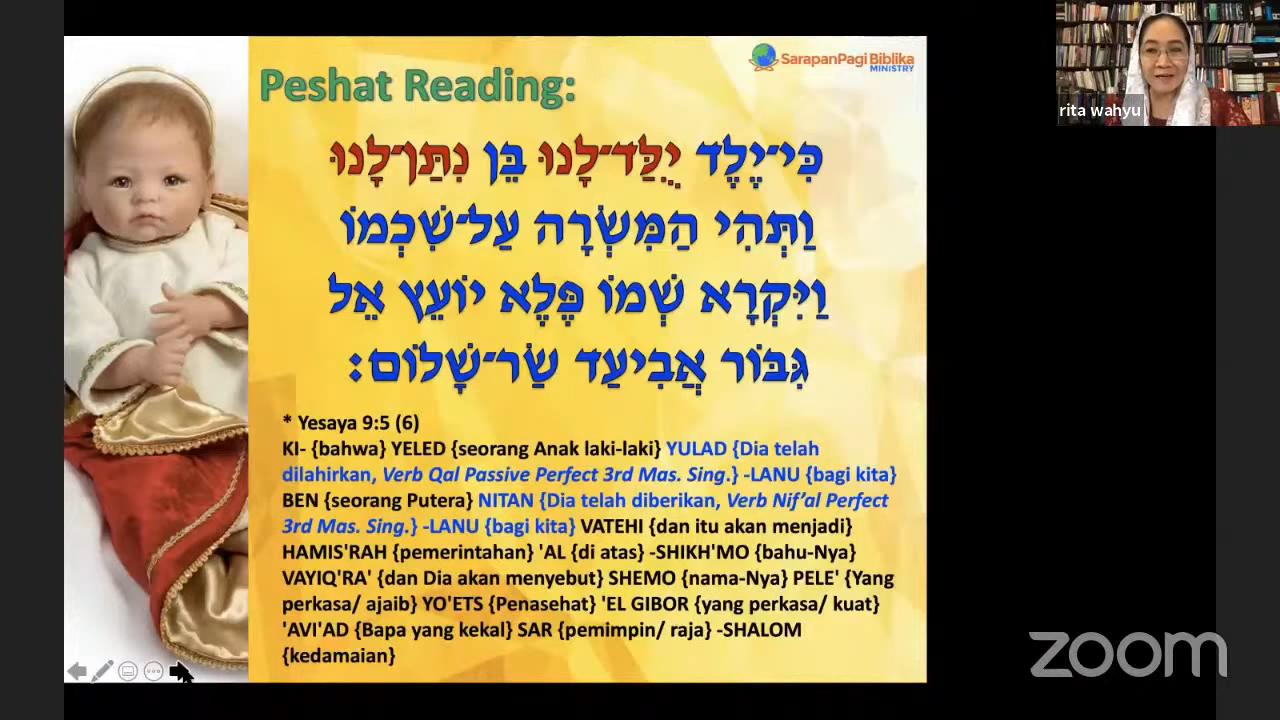 SarapanPagi Biblika
MINISTRY
rita wahyu
Peshat Reading:
כִּי־יֶלֶד יֻלַּד־לָנוּ בֵּן נִתַּן־לָנוּ
וַתְּהִי הַמִּשְׂרָה עַל־שִׁכְמוֹ
וַיִּקְרָא שְׁמוֹ פֶּלֶא יוֹעֵץ אֵל
גִּבּוֹר אֲבִיעַד שַׂר־שָׁלוֹם׃
* Yesaya 9:5 (6)
KI- {bahwa} YELED {seorang Anak laki-laki} YULAD {Dia telah
dilahirkan, Verb Qal Passive Perfect 3rd Mas. Sing.} -LANU {bagi kita}
BEN {seorang Putera} NITAN {Dia telah diberikan, Verb Nif’al Perfect
3rd Mas. Sing.} -LANU {bagi kita} VATEHI {dan itu akan menjadi}
HAMIS'RAH {pemerintahan} 'AL {di atas} -SHIKH'MO {bahu-Nya}
VAYIQ'RA' {dan Dia akan menyebut} SHEMO {nama-Nya} PELE' {Yang
perkasa/ ajaib} YO'ETS {Penasehat} 'EL GIBOR {yang perkasa/ kuat}
'AVI'AD {Bapa yang kekal} SAR {pemimpin/ raja} -SHALOM
{kedamaian}
zoom